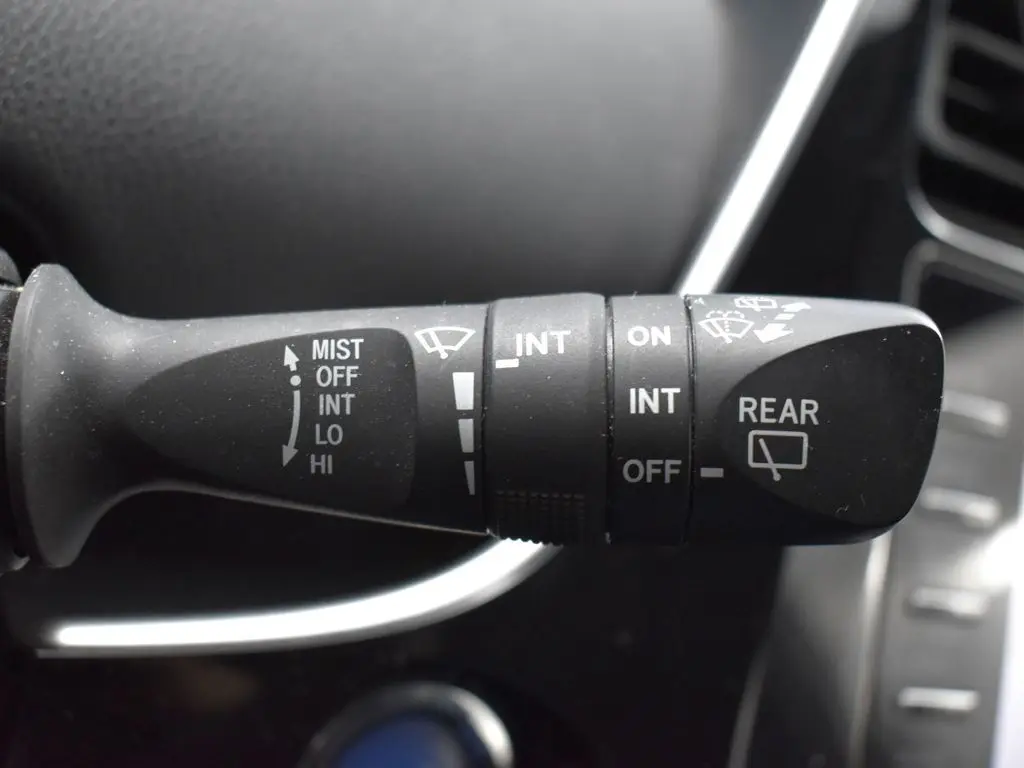 MIST
OFF
INT
LO
HI
INT
ON
INT
OFF
REAR